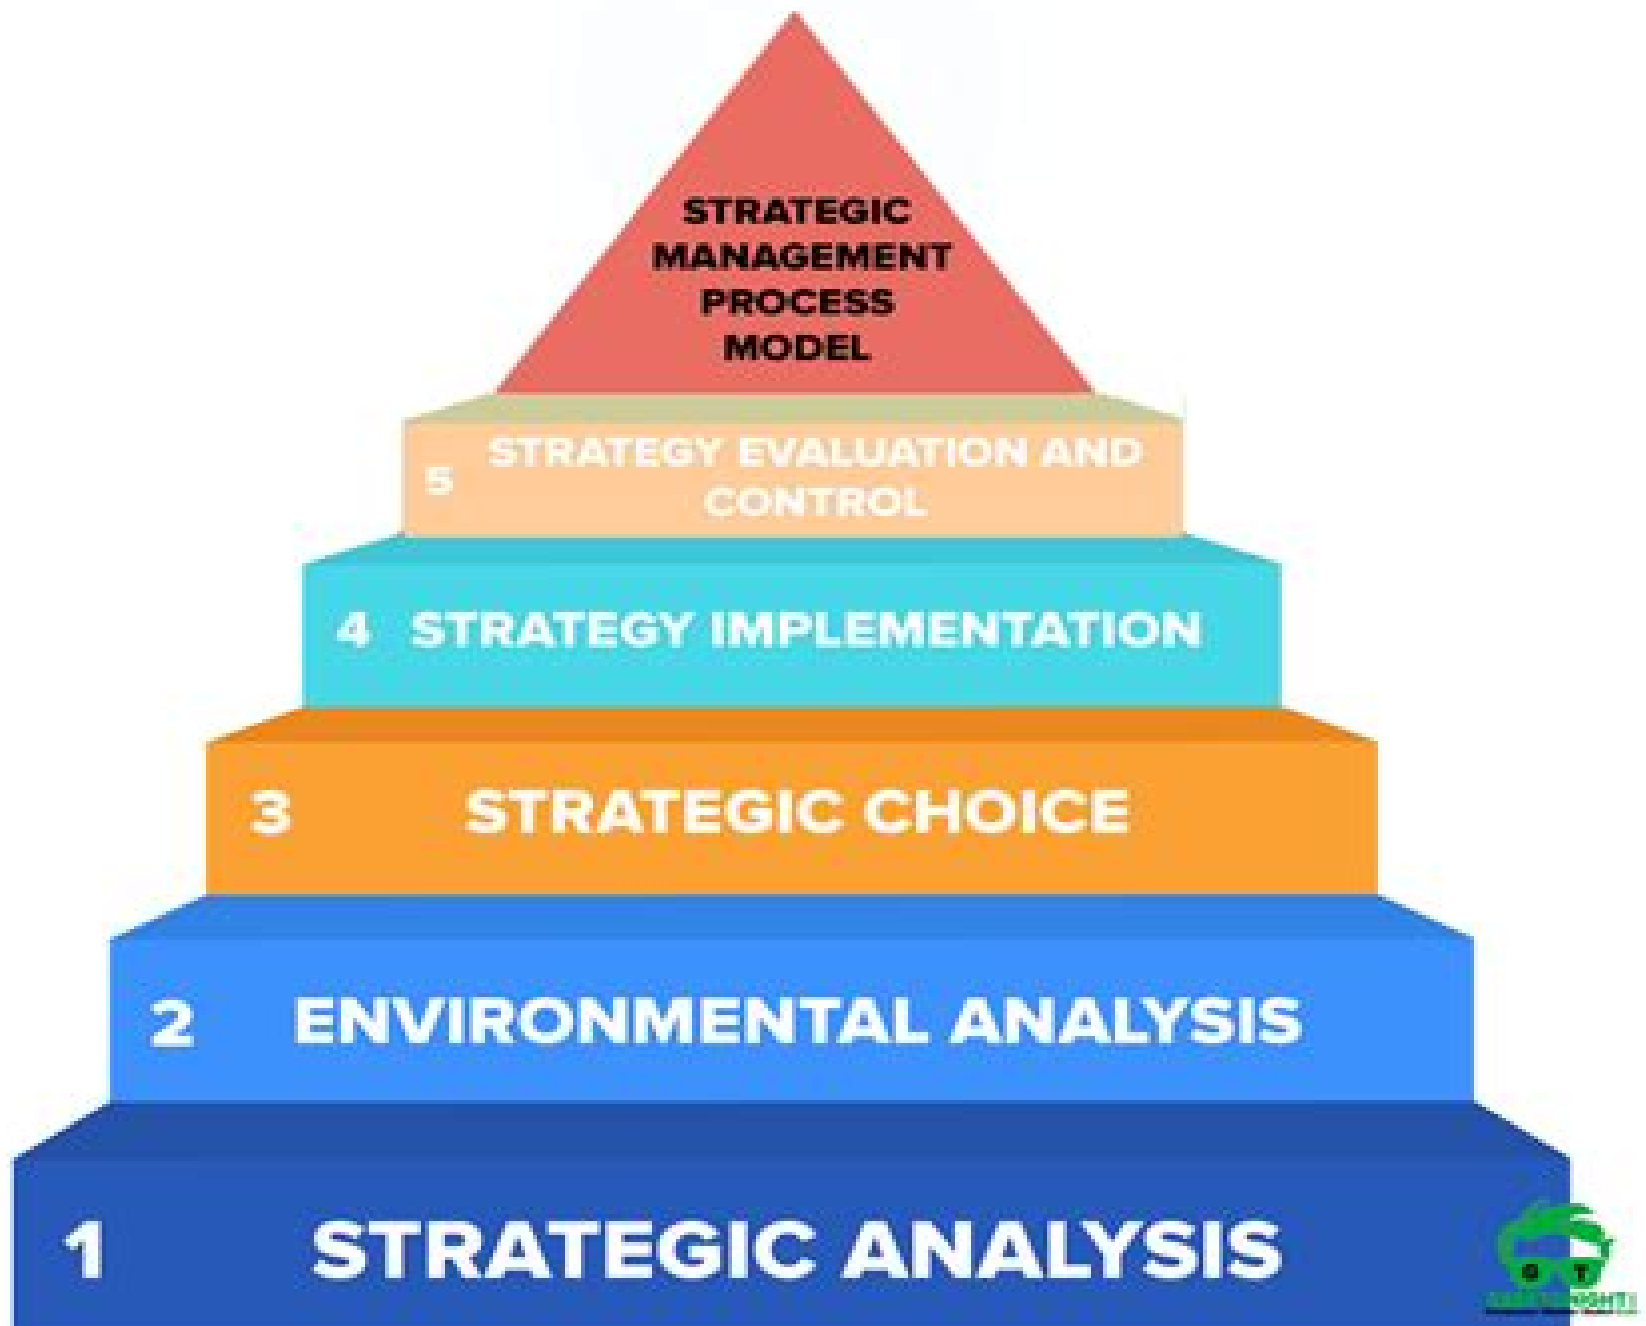 STRATEGIC
MANAGEMENT
PROCESS
MODEL
5 STRATEGY EVALUATION AND
CONTROL
4 STRATEGY IMPLEMENTATION
3 STRATEGIC CHOICE
2 ENVIRONMENTAL ANALYSIS
1 STRATEGIC ANALYSIS
G T